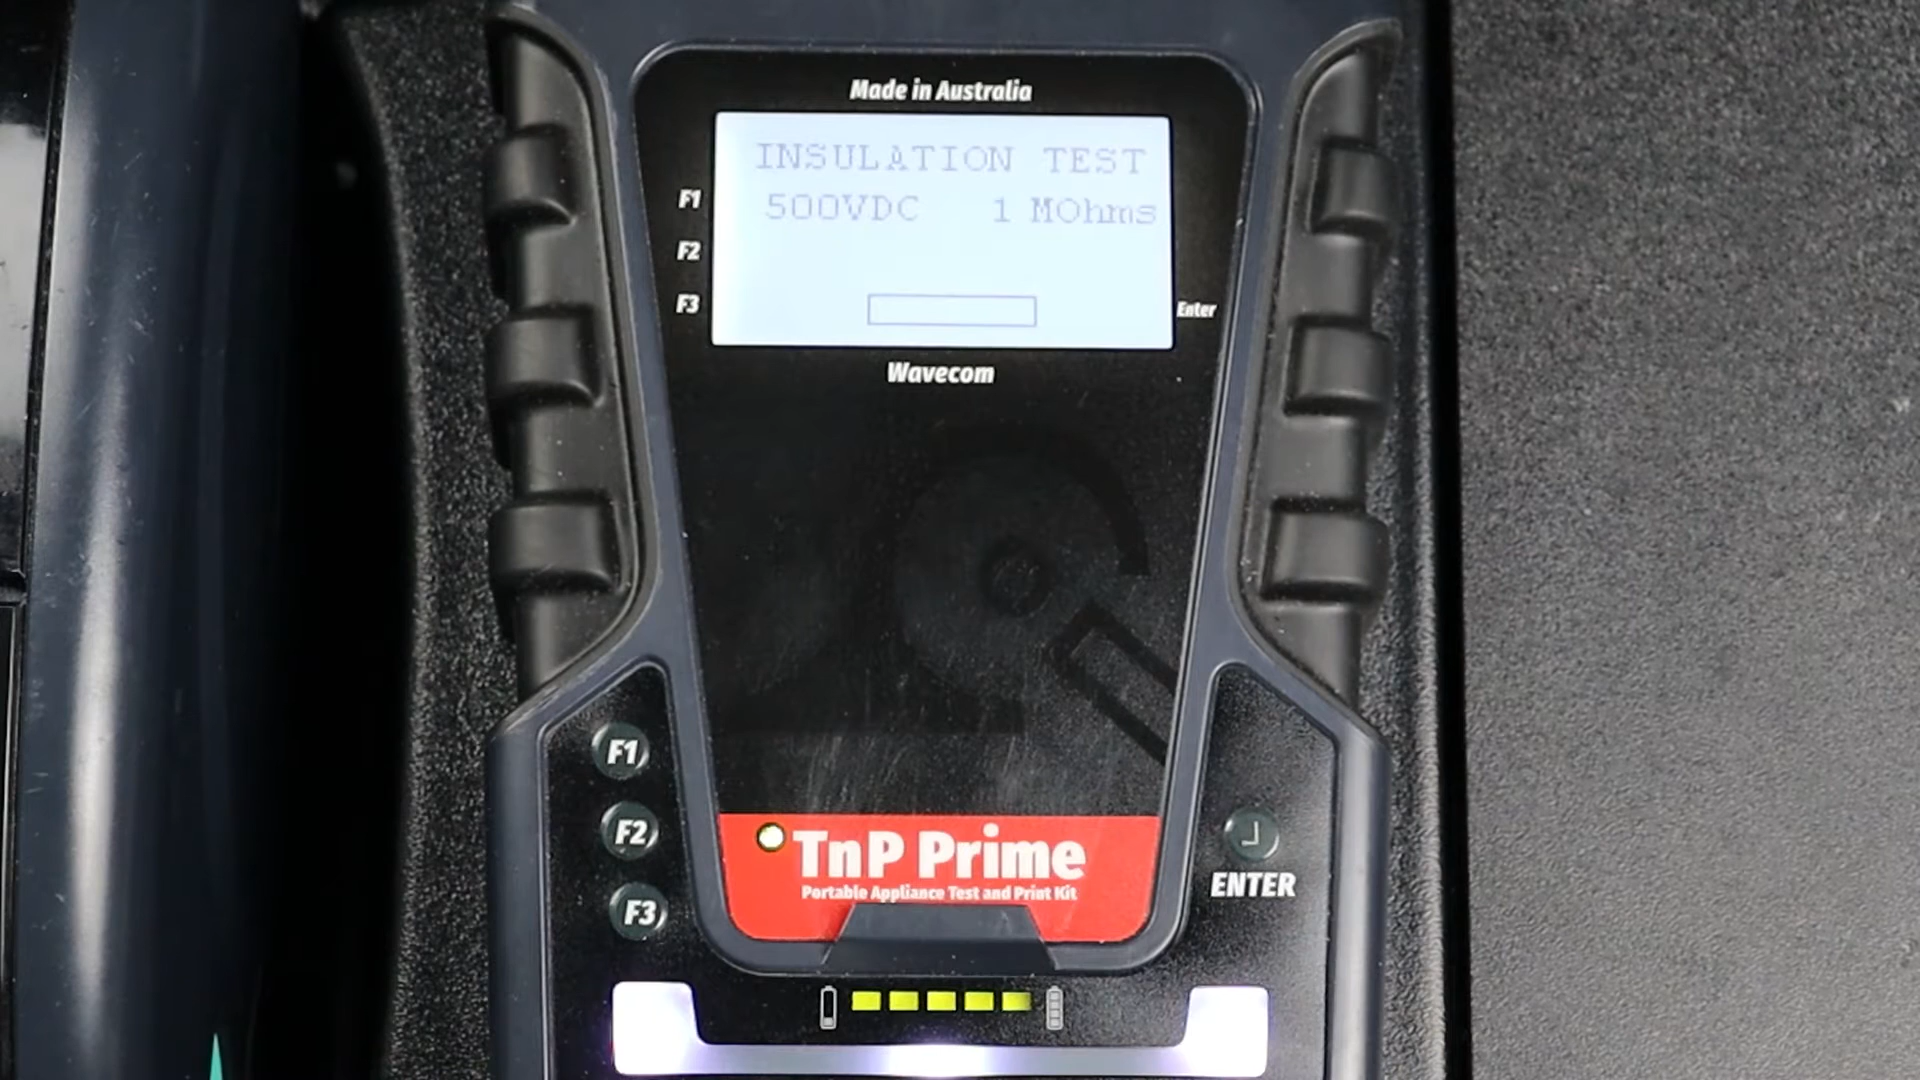 Made in Australia
INSULATION TEST
500VDC 1 MOhms
F1
F2
F3
Enter
Wavecom
F1
F2
F3
ENTER
TnP Prime
Portable Appliance Test and Print Kit